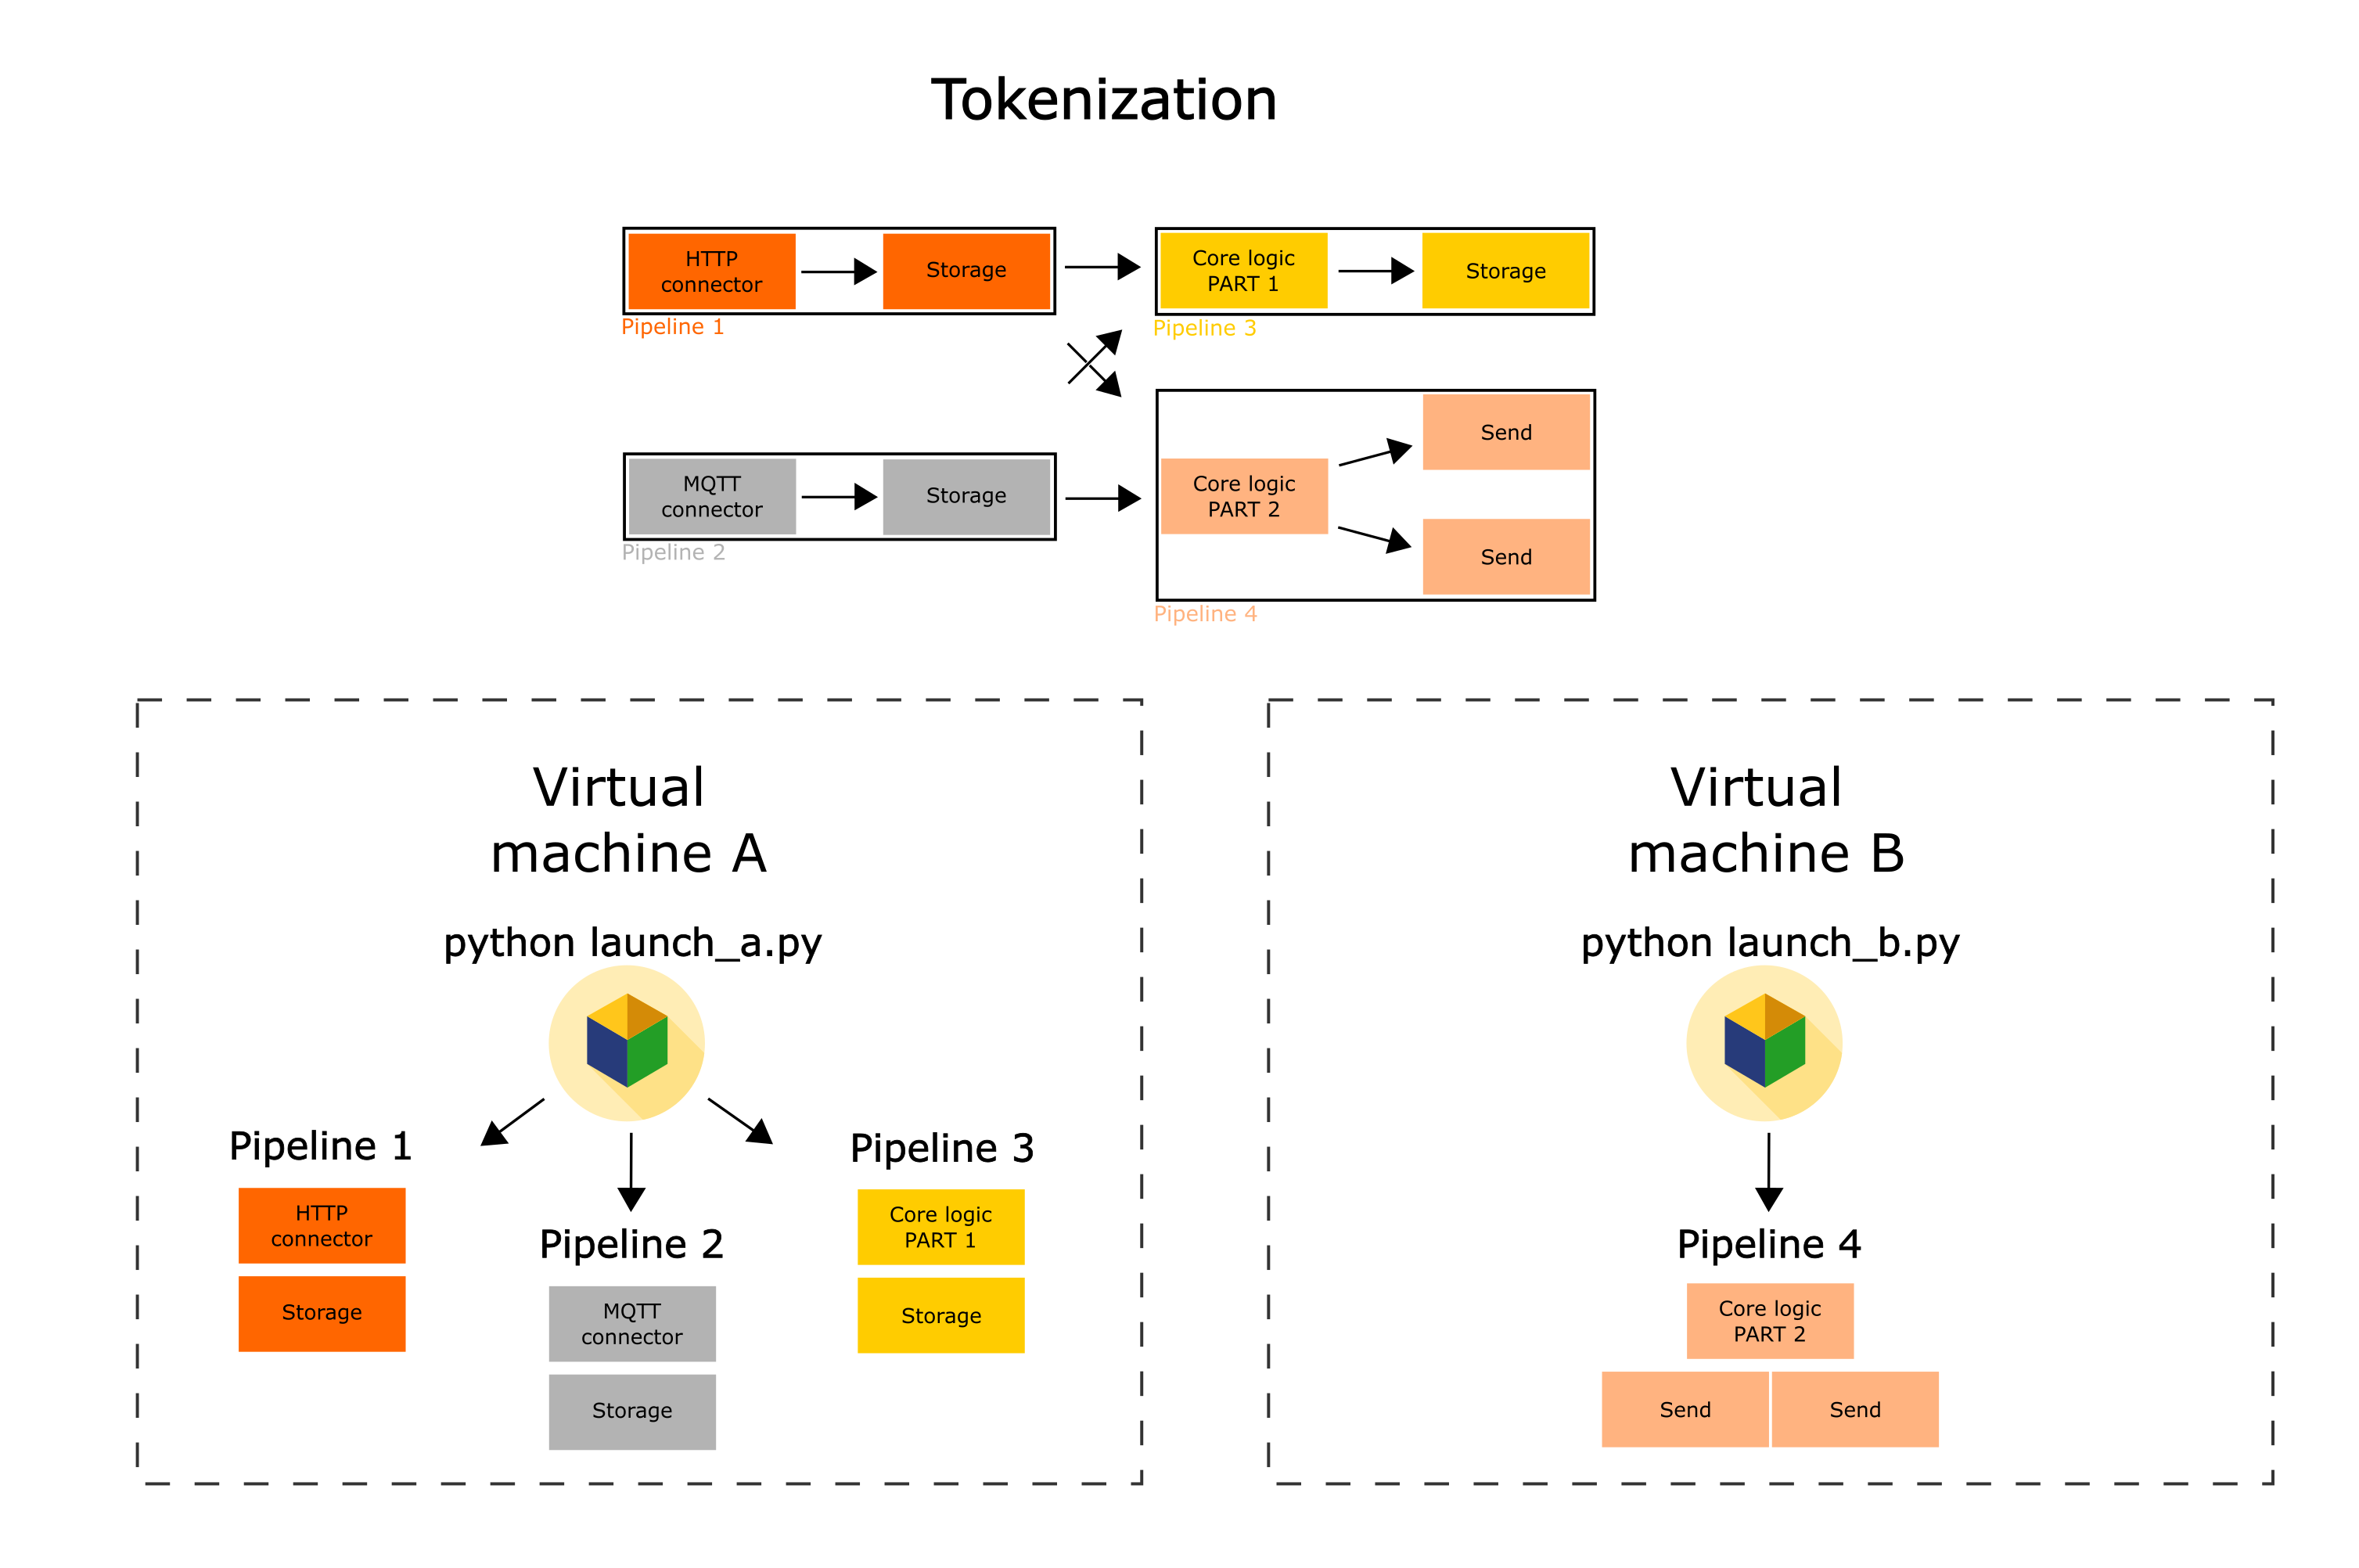 Tokenization
HTTP
connector
Storage
Pipeline 1
Core logic
PART 1
Storage
Pipeline 3
MQTT
connector
Storage
Pipeline 2
Core logic
PART 2
Send
Send
Pipeline 4
Virtual
machine A
python launch_a.py
Pipeline 1
HTTP
connector
Storage
Pipeline 2
MQTT
connector
Storage
Pipeline 3
Core logic
PART 1
Storage
Virtual
machine B
python launch_b.py
Pipeline 4
Core logic
PART 2
Send
Send